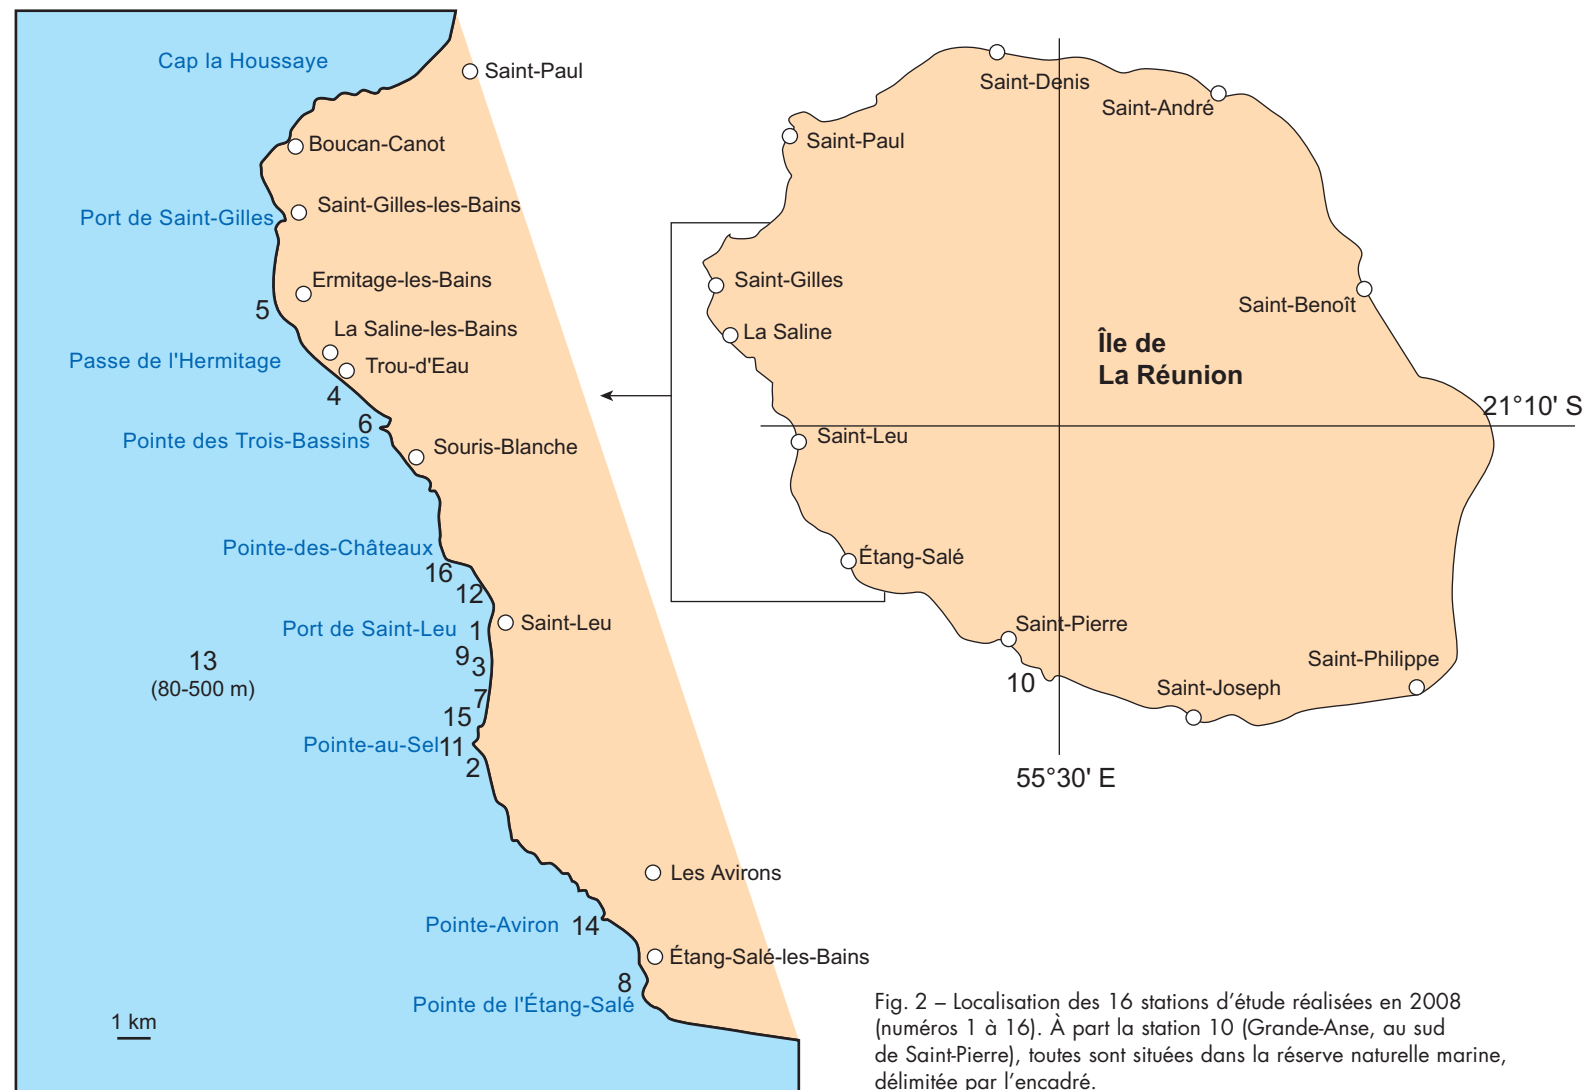 Cap la Houssaye
Saint-Paul
Boucan-Canot
Saint-Gilles-les-Bains
Port de Saint-Gilles
Ermitage-les-Bains
5
La Saline-les-Bains
Passe de l'Hermitage
Trou-d'Eau
4
6
Pointe des Trois-Bassins
Souris-Blanche
Pointe-des-Châteaux
16
12
Port de Saint-Leu
1
Saint-Leu
9
3
13
(80-500 m)
7
15
Pointe-au-Sel
11
2
Les Avirons
Pointe-Aviron
14
Étang-Salé-les-Bains
8
Pointe de l'Étang-Salé
1 km
Saint-Denis
Saint-André
Saint-Paul
Saint-Gilles
Saint-Benoît
La Saline
Île de
La Réunion
21°10' S
Saint-Leu
Étang-Salé
Saint-Pierre
10
Saint-Philippe
Saint-Joseph
55°30' E
Fig. 2 – Localisation des 16 stations d’étude réalisées en 2008
(numéros 1 à 16). À part la station 10 (Grande-Anse, au sud
de Saint-Pierre), toutes sont situées dans la réserve naturelle marine,
délimitée par l’encadré.